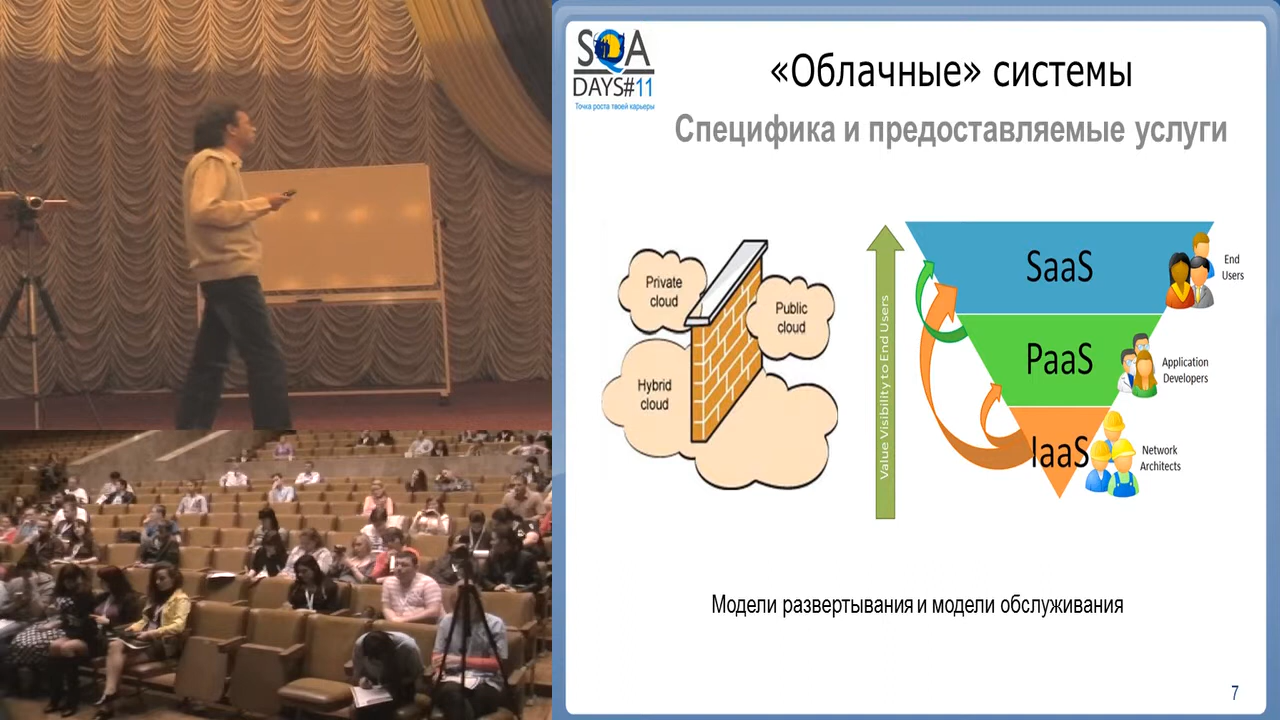 SQA
DAYS#11
Точка роста твоей карьеры
«Облачные» системы
Специфика и предоставляемые услуги
Private
cloud
Public
cloud
Hybrid
cloud
Value Visibility to End Users
SaaS
End
Users
PaaS
Application
Developers
IaaS
Network
Architects
Модели развертывания и модели обслуживания
7